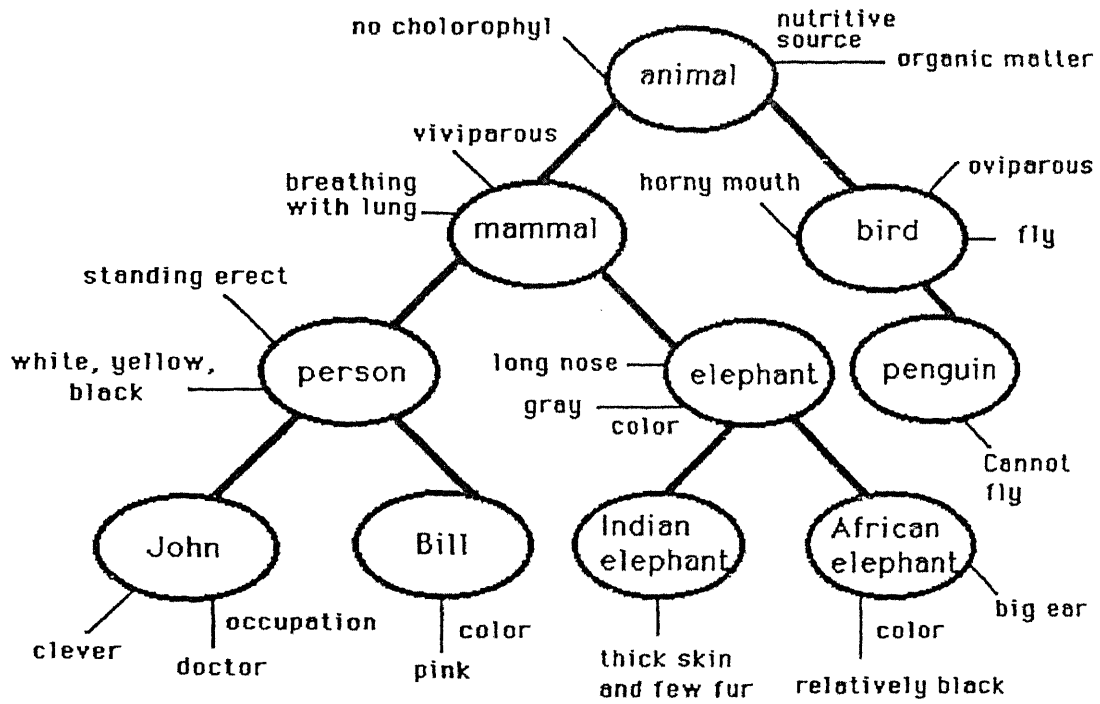 no cholorophyl
nutritive
source
organic matter
animal
viviparous
breathing
with lung
mammal
horny mouth
oviparous
bird
fly
standing erect
white, yellow,
black
person
long nose
gray
color
elephant
penguin
Cannot
fly
John
Bill
Indian
elephant
African
elephant
clever
occupation
doctor
color
pink
thick skin
and few fur
color
relatively black
big ear